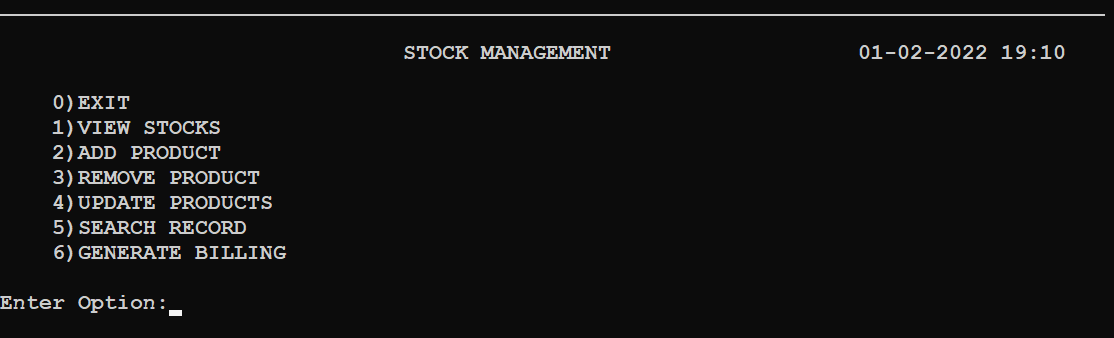 STOCK MANAGEMENT 01-02-2022 19:10
0)EXIT
1)VIEW STOCKS
2)ADD PRODUCT
3)REMOVE PRODUCT
4)UPDATE PRODUCTS
5)SEARCH RECORD
6)GENERATE BILLING
Enter Option: